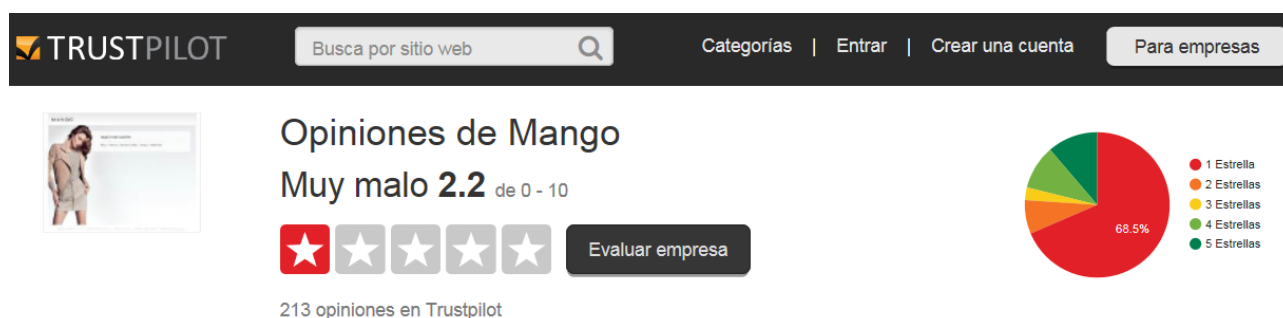 TRUSTPILOT
Busca por sitio web
Categorías | Entrar | Crear una cuenta
Para empresas
Opiniones de Mango
Muy malo 2.2 de 0 - 10
Evaluar empresa
213 opiniones en Trustpilot
68.5%
1 Estrella
2 Estrellas
3 Estrellas
4 Estrellas
5 Estrellas